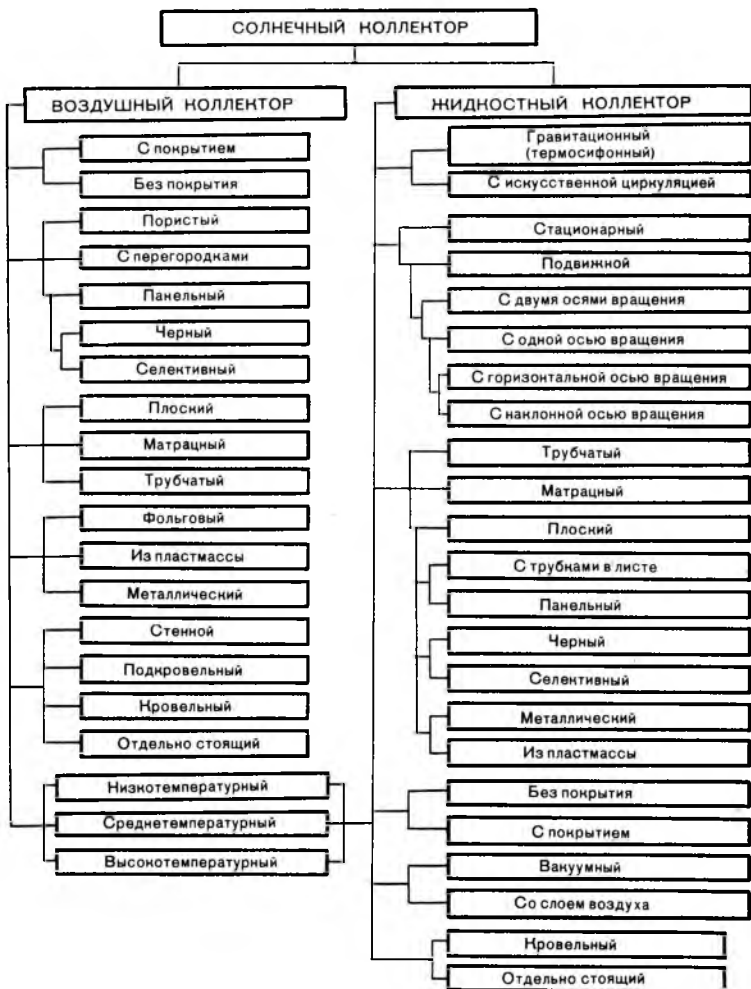 СОЛНЕЧНЫЙ КОЛЛЕКТОР
ВОЗДУШНЫЙ КОЛЛЕКТОР
С покрытием
Без покрытия
Пористый
С перегородками
Панельный
Черный
Селективный
Плоский
Матрацный
Трубчатый
Фольговый
Из пластмассы
Металлический
Стенной
Подкровельный
Кровельный
Отдельно стоящий
Низкотемпературный
Среднетемпературный
Высокотемпературный
ЖИДКОСТНЫЙ КОЛЛЕКТОР
Гравитационный
(термосифонный)
С искусственной циркуляцией
Стационарный
Подвижной
С двумя осями вращения
С одной осью вращения
С горизонтальной осью вращения
С наклонной осью вращения
Трубчатый
Матрацный
Плоский
С трубками в листе
Панельный
Черный
Селективный
Металлический
Из пластмассы
Без покрытия
С покрытием
Вакуумный
Со слоем воздуха
Кровельный
Отдельно стоящий